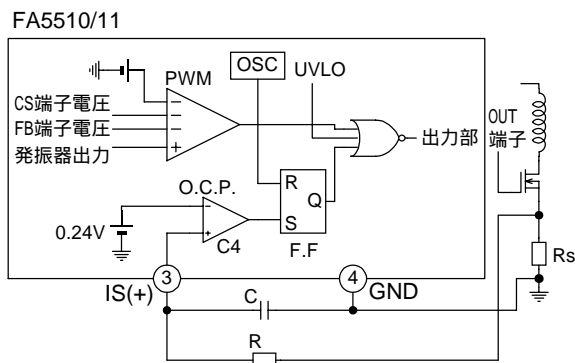 FA5510/11
PWM
OSC
UVLO
CS端子電圧
FB端子電圧
発振器出力
出力部
OUT
端子
O.C.P.
R
Q
S
0.24V
C4
F.F
Rs
3
4
IS(+)
GND
C
R